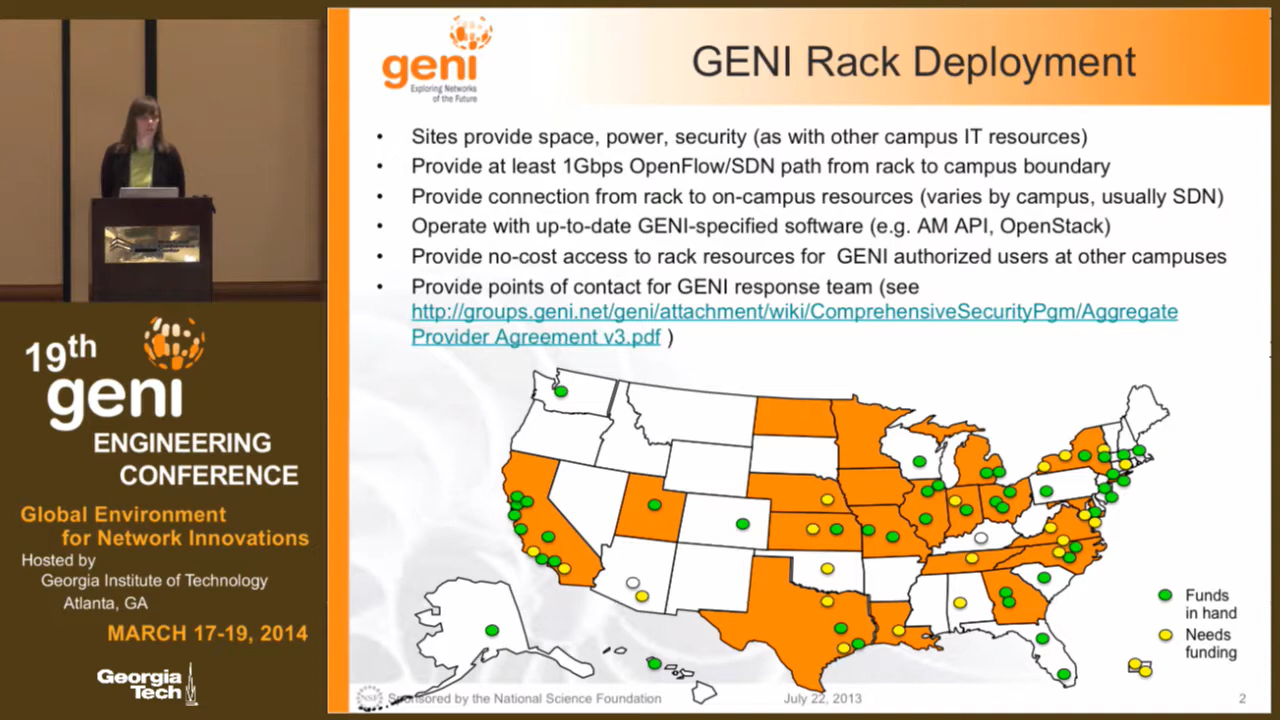 geni
Exploring Networks
of the Future
GENI Rack Deployment
• Sites provide space, power, security (as with other campus IT resources)
• Provide at least 1Gbps OpenFlow/SDN path from rack to campus boundary
• Provide connection from rack to on-campus resources (varies by campus, usually SDN)
• Operate with up-to-date GENI-specified software (e.g. AM API, OpenStack)
• Provide no-cost access to rack resources for GENI authorized users at other campuses
• Provide points of contact for GENI response team (see
http://groups.geni.net/geni/attachment/wiki/ComprehensiveSecurityPgm/Aggregate
Provider Agreement v3.pdf )
Funds
in hand
Needs
funding
Sponsored by the National Science Foundation
July 22, 2013
2
19th
geni
ENGINEERING
CONFERENCE
Global Environment
for Network Innovations
Hosted by
Georgia Institute of Technology
Atlanta, GA
MARCH 17-19, 2014
Georgia
Tech